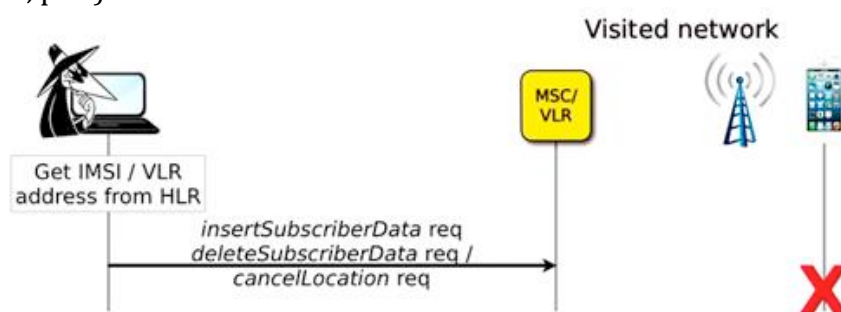 Visited network
MSC/
VLR
Get IMSI / VLR
address from HLR
insertSubscriberData req
deleteSubscriberData req /
cancelLocation req